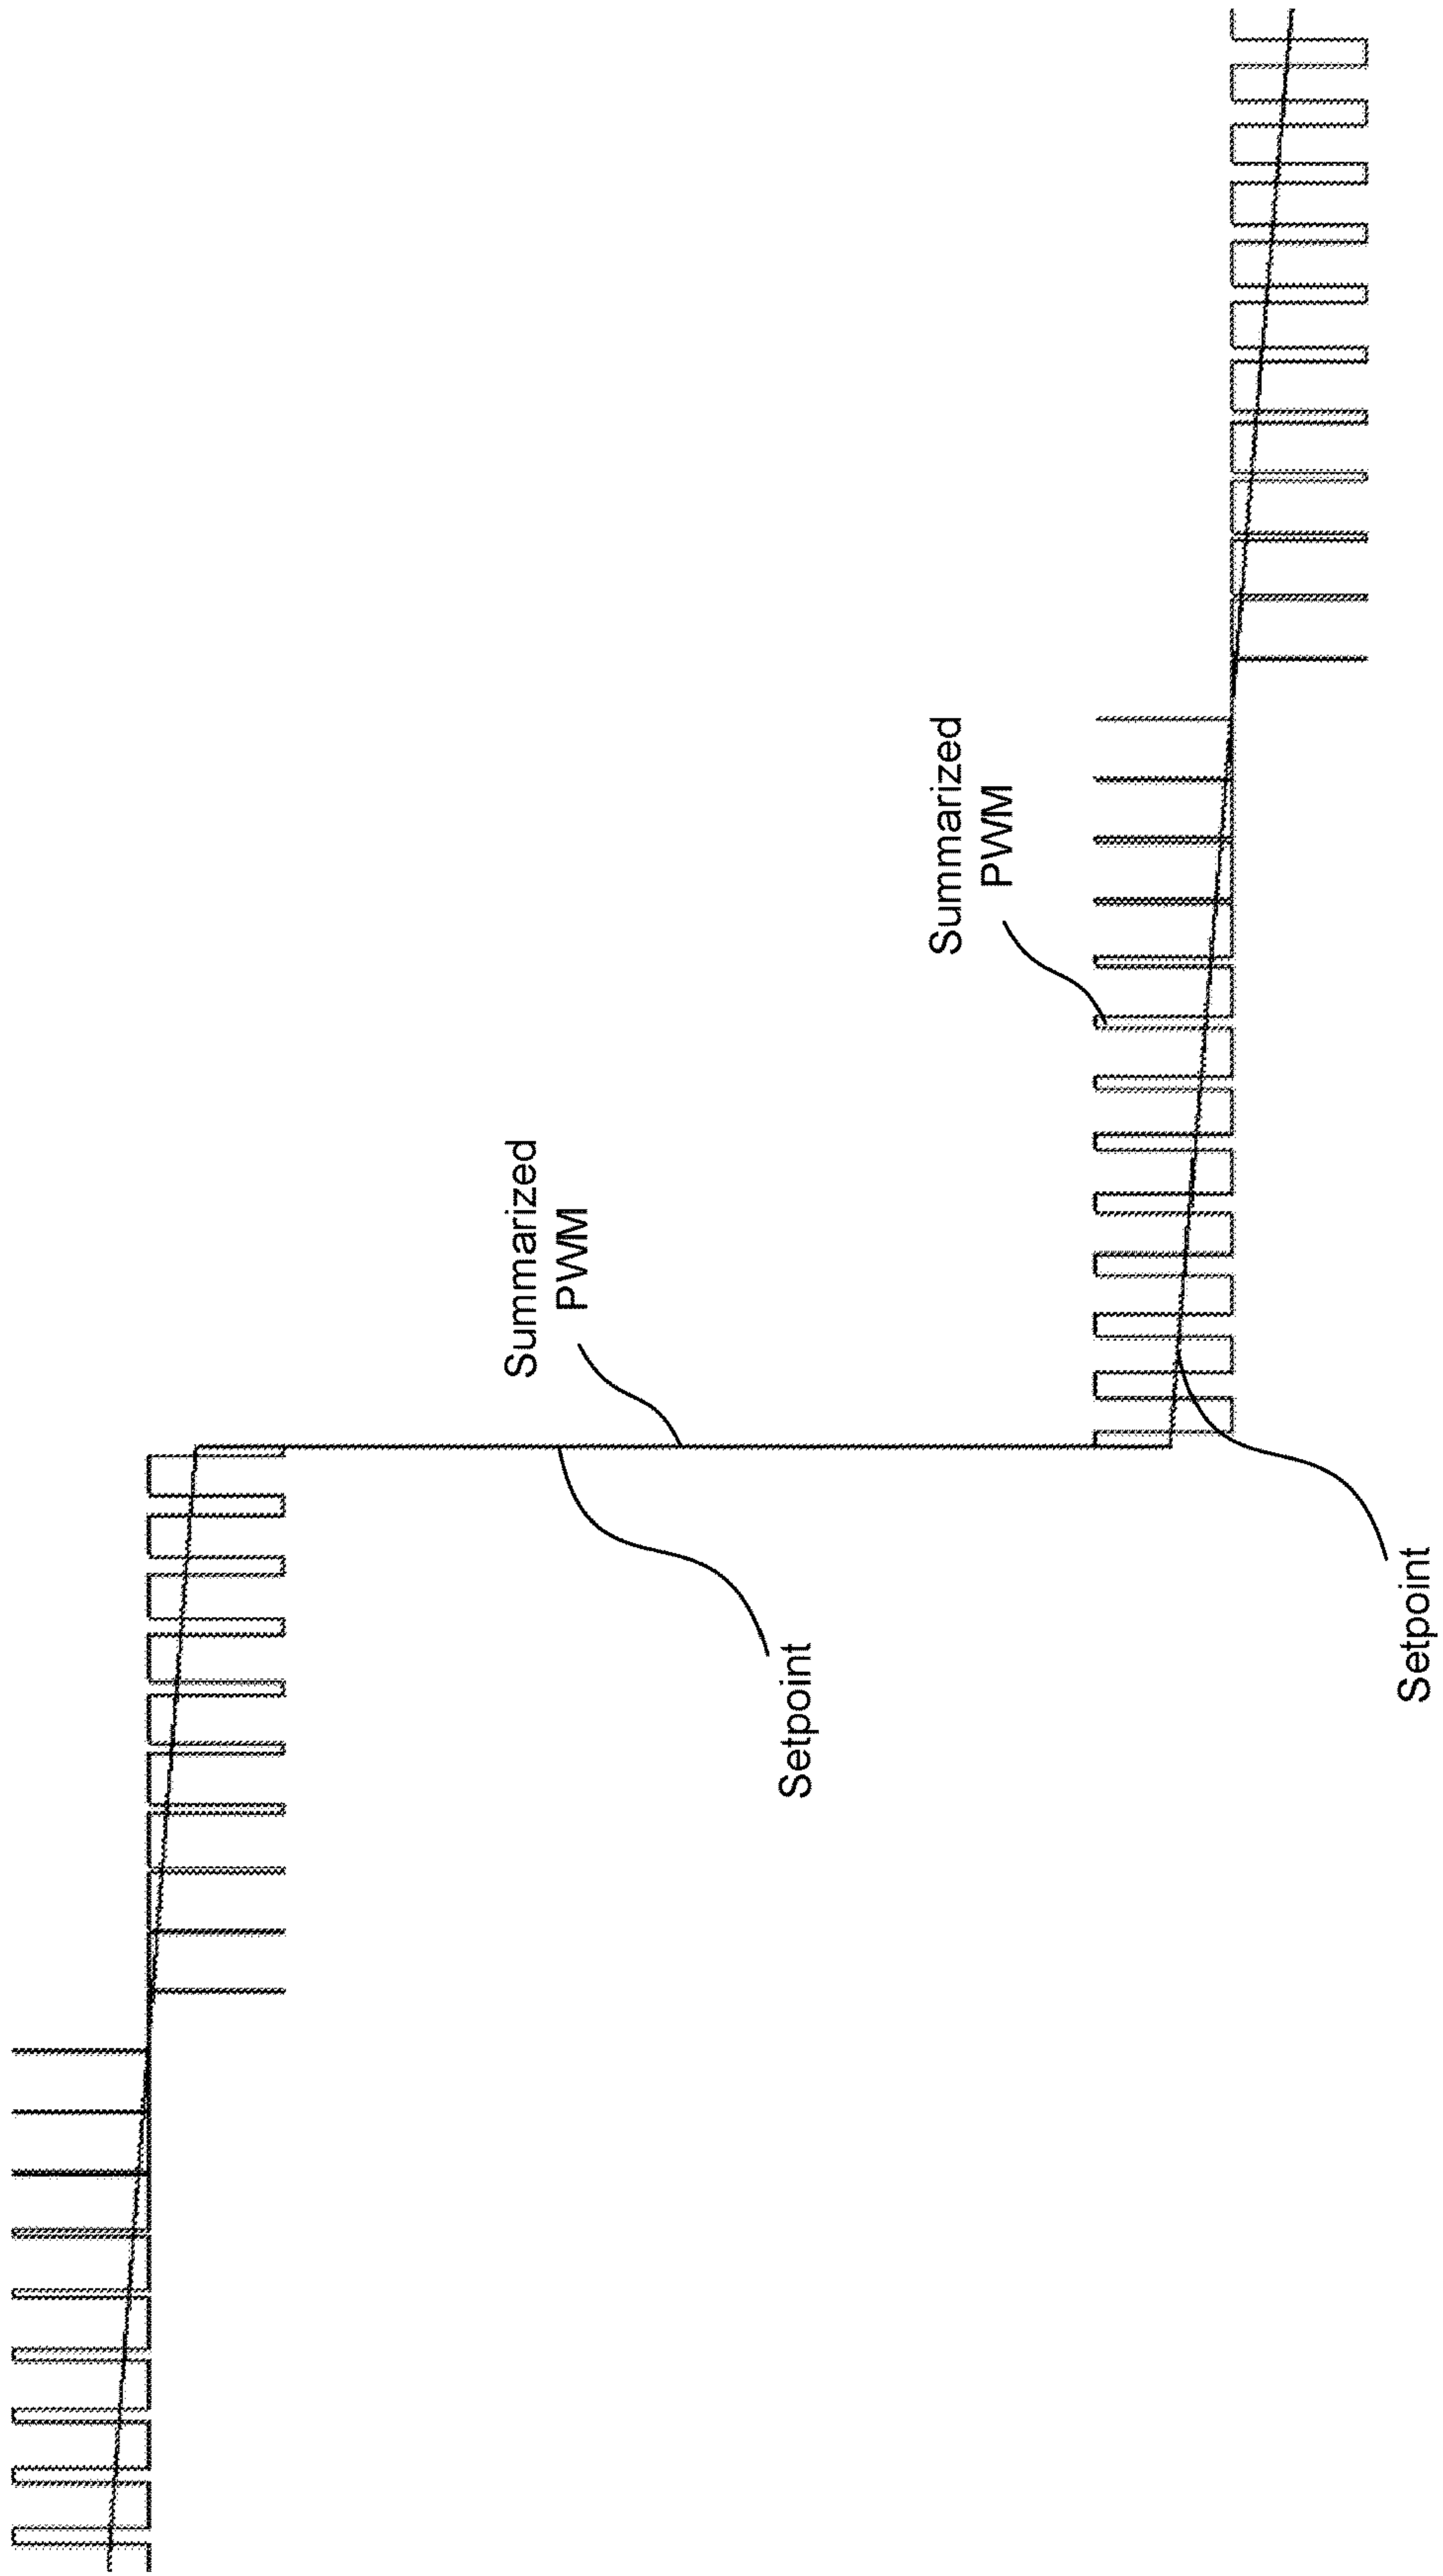 Summarized
PWM
Setpoint
Summarized
PWM
Setpoint